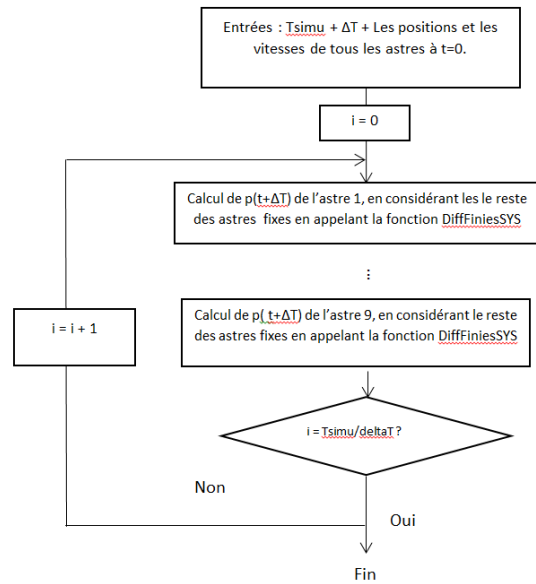 Entrées : Tsimu + ΔT + Les positions et les
vitesses de tous les astres à t=0.
i = 0
Calcul de p(t+ΔT) de l'astre 1, en considérant les le reste
des astres fixes en appelant la fonction DiffFiniesSYS
...
i = i + 1
Calcul de p( t+ΔT) de l'astre 9, en considérant le reste
des astres fixes en appelant la fonction DiffFiniesSYS
i = Tsimu/deltaT ?
Non
Oui
Fin